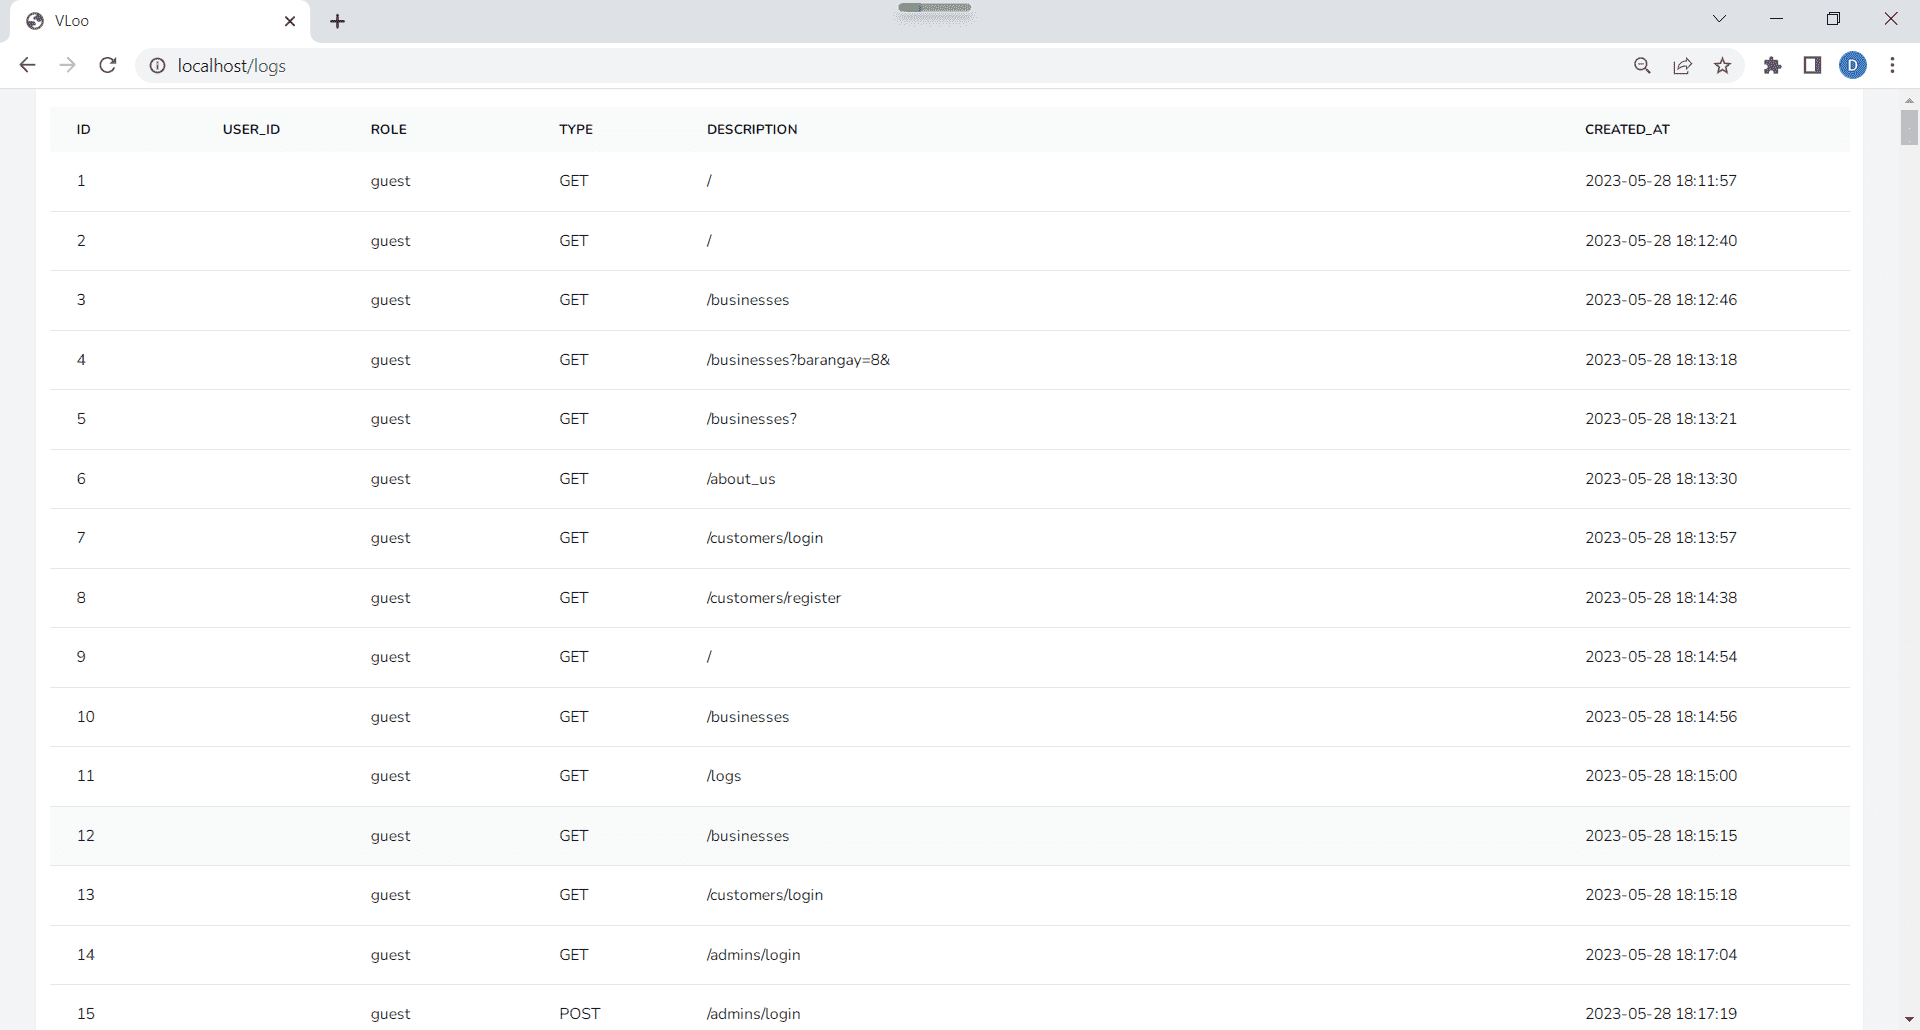 VLoo
localhost/logs
D
ID USER_ID ROLE TYPE DESCRIPTION CREATED_AT
1 guest GET / 2023-05-28 18:11:57
2 guest GET / 2023-05-28 18:12:40
3 guest GET /businesses 2023-05-28 18:12:46
4 guest GET /businesses?barangay=8& 2023-05-28 18:13:18
5 guest GET /businesses? 2023-05-28 18:13:21
6 guest GET /about_us 2023-05-28 18:13:30
7 guest GET /customers/login 2023-05-28 18:13:57
8 guest GET /customers/register 2023-05-28 18:14:38
9 guest GET / 2023-05-28 18:14:54
10 guest GET /businesses 2023-05-28 18:14:56
11 guest GET /logs 2023-05-28 18:15:00
12 guest GET /businesses 2023-05-28 18:15:15
13 guest GET /customers/login 2023-05-28 18:15:18
14 guest GET /admins/login 2023-05-28 18:17:04
15 guest POST /admins/login 2023-05-28 18:17:19